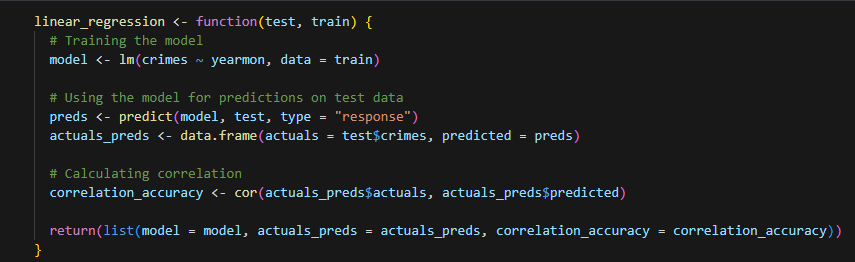 linear_regression <- function(test, train) {
  # Training the model
  model <- lm(crimes ~ yearmon, data = train)
  # Using the model for predictions on test data
  preds <- predict(model, test, type = "response")
  actuals_preds <- data.frame(actuals = test$crimes, predicted = preds)
  # Calculating correlation
  correlation_accuracy <- cor(actuals_preds$actuals, actuals_preds$predicted)
  return(list(model = model, actuals_preds = actuals_preds, correlation_accuracy = correlation_accuracy))
}